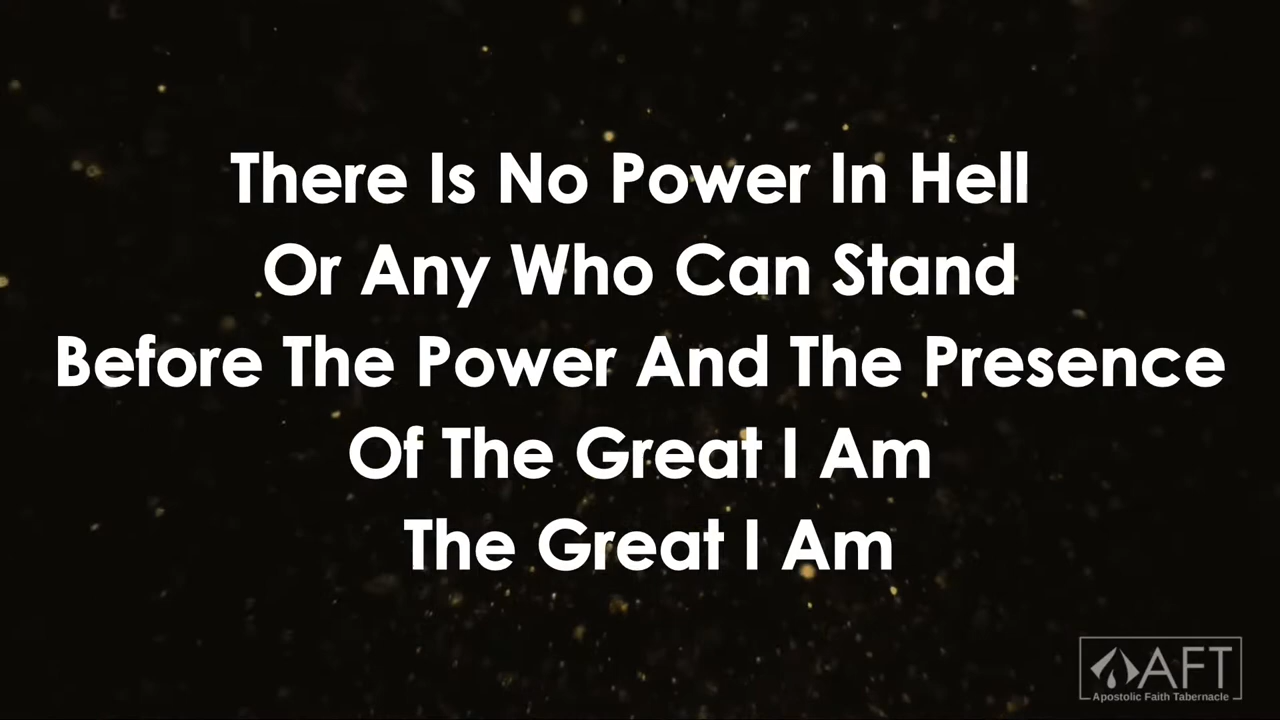 There Is No Power In Hell
Or Any Who Can Stand
Before The Power And The Presence
Of The Great I Am
The Great I Am
AFT
Apostolic Faith Tabernacle